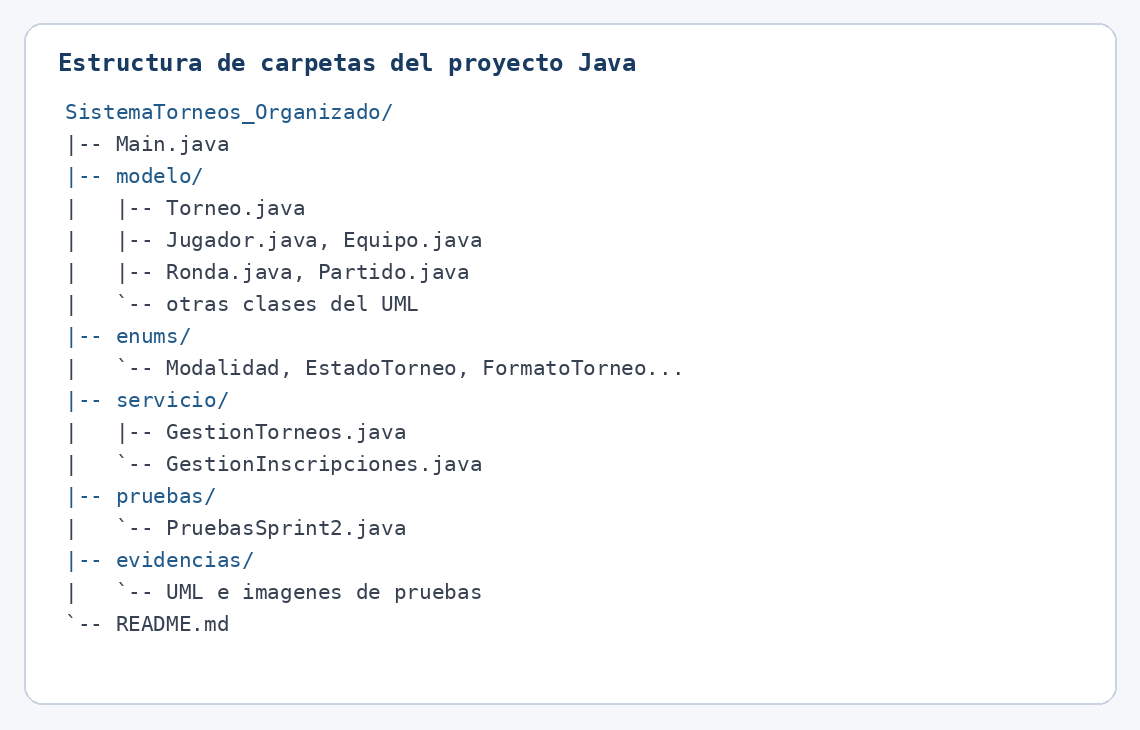 Estructura de carpetas del proyecto Java
SistemaTorneos_Organizado/
|-- Main.java
|-- modelo/
|   |-- Torneo.java
|   |-- Jugador.java, Equipo.java
|   |-- Ronda.java, Partido.java
|   `-- otras clases del UML
|-- enums/
|   `-- Modalidad, EstadoTorneo, FormatoTorneo...
|-- servicio/
|   |-- GestionTorneos.java
|   `-- GestionInscripciones.java
|-- pruebas/
|   `-- PruebasSprint2.java
|-- evidencias/
|   `-- UML e imagenes de pruebas
`-- README.md